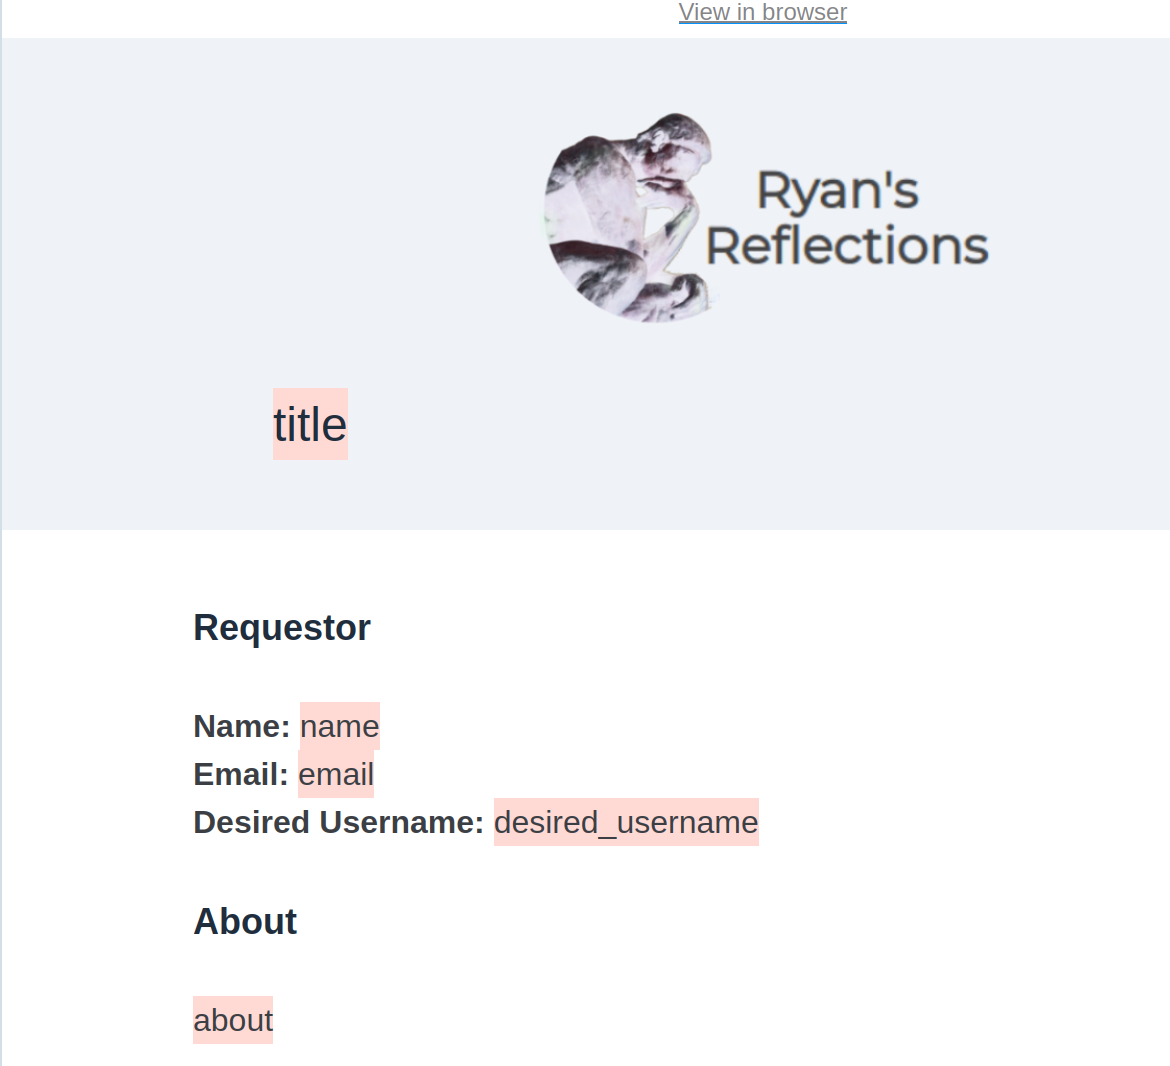 View in browser
Ryan's
Reflections
title
Requestor
Name: name
Email: email
Desired Username: desired_username
About
about